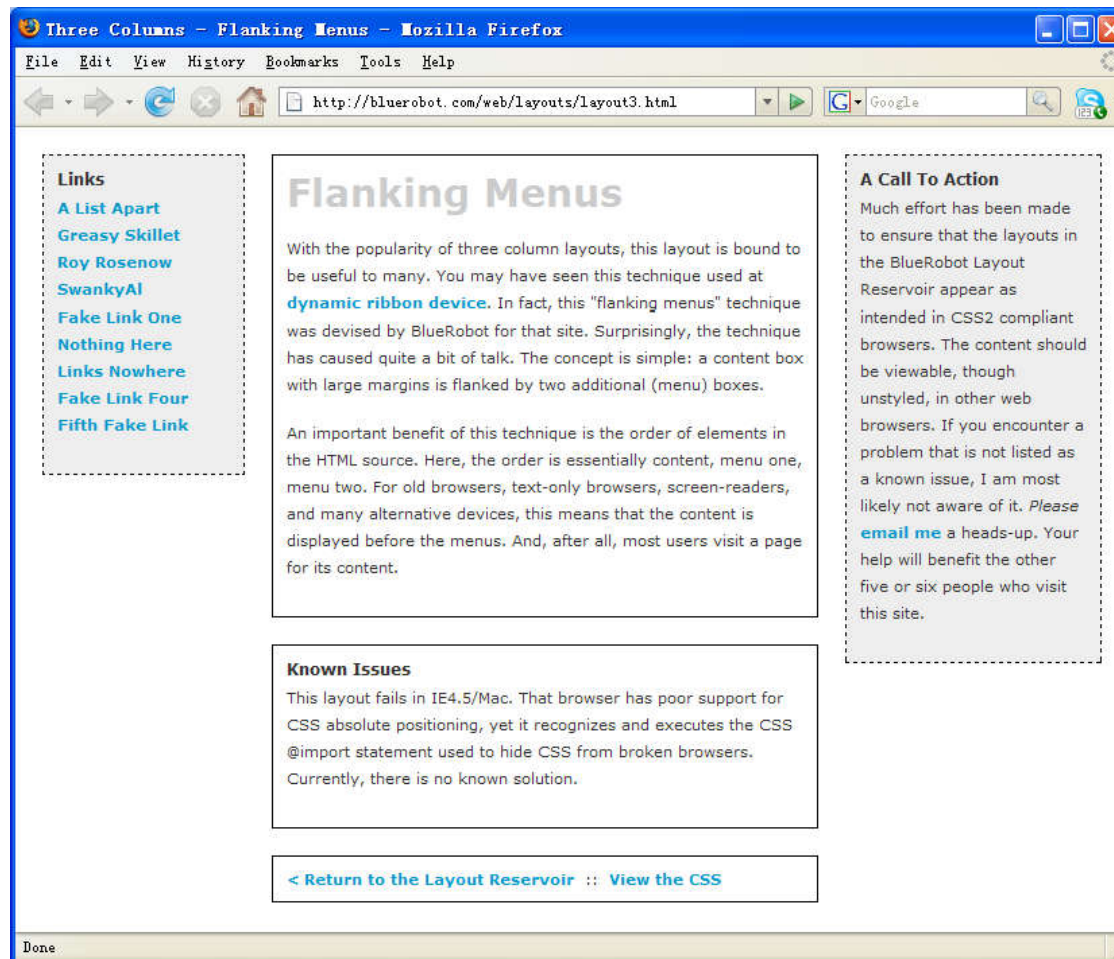 Three Columns - Flanking Menus - Mozilla Firefox
File Edit View History Bookmarks Tools Help
http://bluerobot.com/web/layouts/layout3.html
G Google
123
Links
A List Apart
Greasy Skillet
Roy Rosenow
SwankyAl
Fake Link One
Nothing Here
Links Nowhere
Fake Link Four
Fifth Fake Link
Flanking Menus
With the popularity of three column layouts, this layout is bound to
be useful to many. You may have seen this technique used at
dynamic ribbon device. In fact, this "flanking menus" technique
was devised by BlueRobot for that site. Surprisingly, the technique
has caused quite a bit of talk. The concept is simple: a content box
with large margins is flanked by two additional (menu) boxes.
An important benefit of this technique is the order of elements in
the HTML source. Here, the order is essentially content, menu one,
menu two. For old browsers, text-only browsers, screen-readers,
and many alternative devices, this means that the content is
displayed before the menus. And, after all, most users visit a page
for its content.
Known Issues
This layout fails in IE4.5/Mac. That browser has poor support for
CSS absolute positioning, yet it recognizes and executes the CSS
@import statement used to hide CSS from broken browsers.
Currently, there is no known solution.
< Return to the Layout Reservoir :: View the CSS
A Call To Action
Much effort has been made
to ensure that the layouts in
the BlueRobot Layout
Reservoir appear as
intended in CSS2 compliant
browsers. The content should
be viewable, though
unstyled, in other web
browsers. If you encounter a
problem that is not listed as
a known issue, I am most
likely not aware of it. Please
email me a heads-up. Your
help will benefit the other
five or six people who visit
this site.
Done